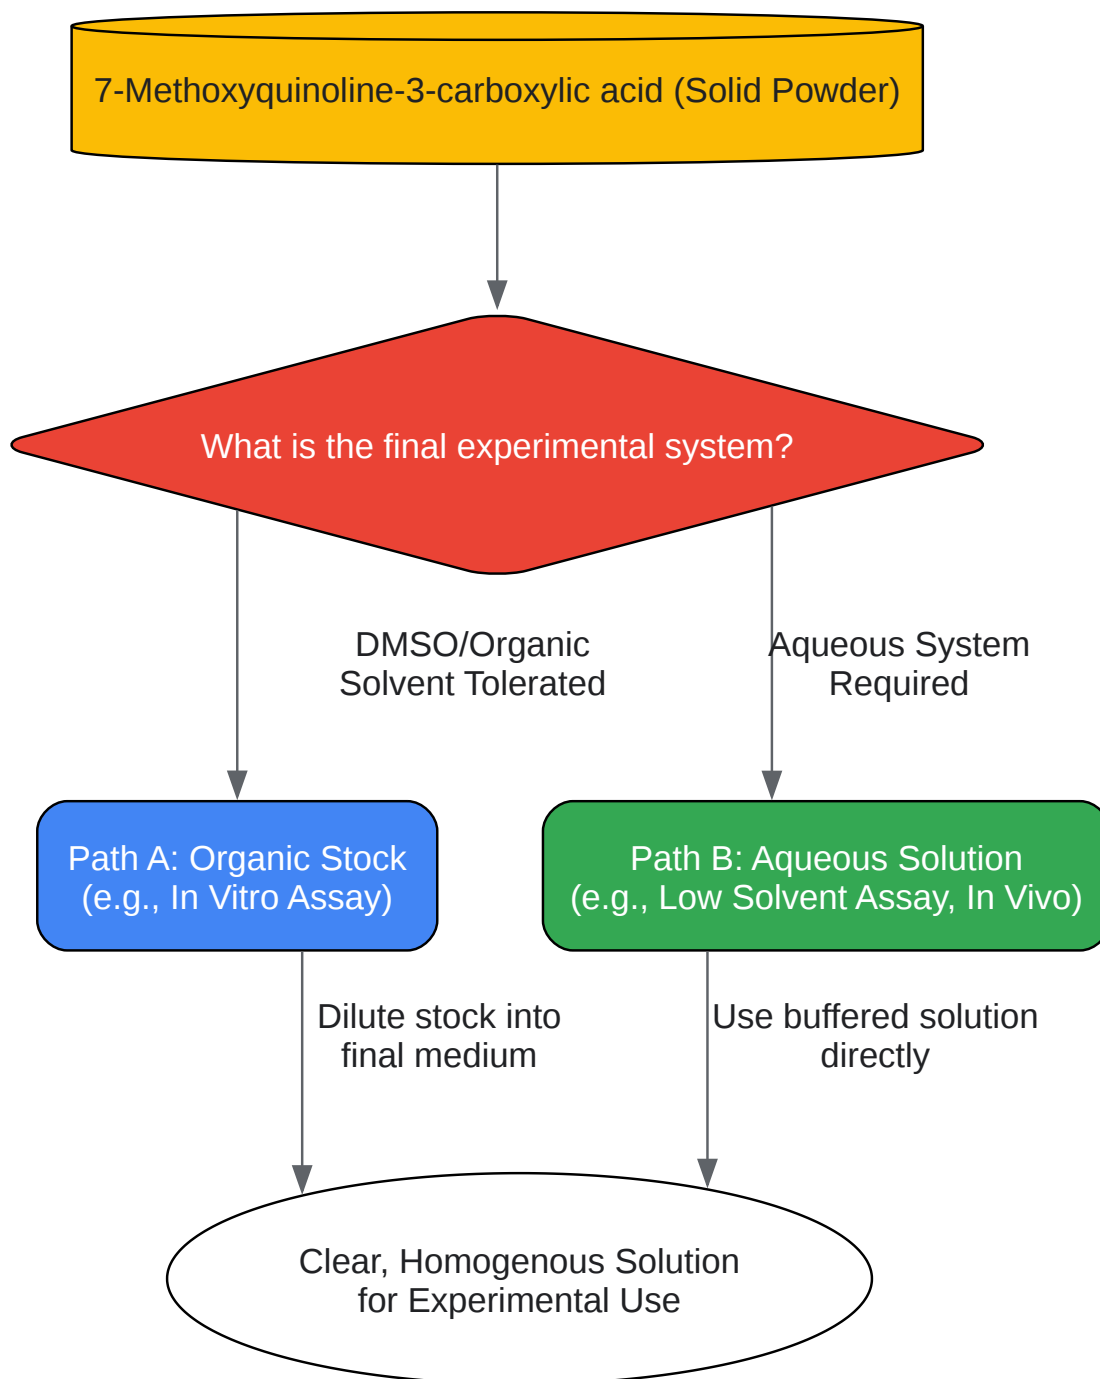 7-Methoxyquinoline-3-carboxylic acid (Solid Powder)
What is the final experimental system?
DMSO/Organic
Solvent Tolerated
Aqueous System
Required
Path A: Organic Stock
(e.g., In Vitro Assay)
Path B: Aqueous Solution
(e.g., Low Solvent Assay, In Vivo)
Dilute stock into
final medium
Use buffered solution
directly
Clear, Homogenous Solution
for Experimental Use